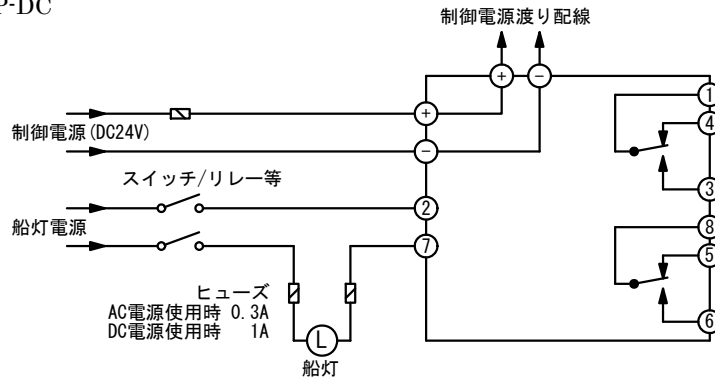 P-DC
制御電源渡り配線
+ −
+
制御電源(DC24V)
−
スイッチ/リレー等
船灯電源
2
7
ヒューズ
AC電源使用時 0.3A
DC電源使用時 1A
L
船灯
1
4
3
8
5
6